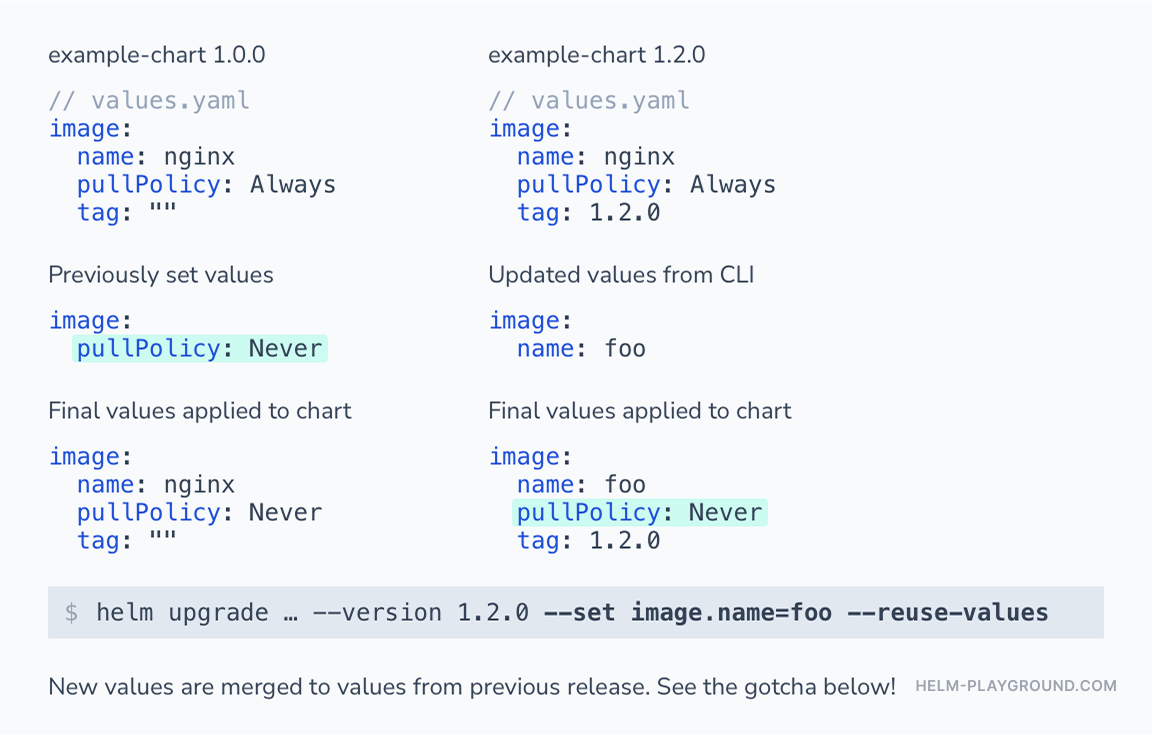 example-chart 1.0.0
// values.yaml
image:
  name: nginx
  pullPolicy: Always
  tag: ""
Previously set values
image:
  pullPolicy: Never
Final values applied to chart
image:
  name: nginx
  pullPolicy: Never
  tag: ""
example-chart 1.2.0
// values.yaml
image:
  name: nginx
  pullPolicy: Always
  tag: 1.2.0
Updated values from CLI
image:
  name: foo
Final values applied to chart
image:
  name: foo
  pullPolicy: Never
  tag: 1.2.0
$ helm upgrade … --version 1.2.0 --set image.name=foo --reuse-values
New values are merged to values from previous release. See the gotcha below!
HELM-PLAYGROUND.COM